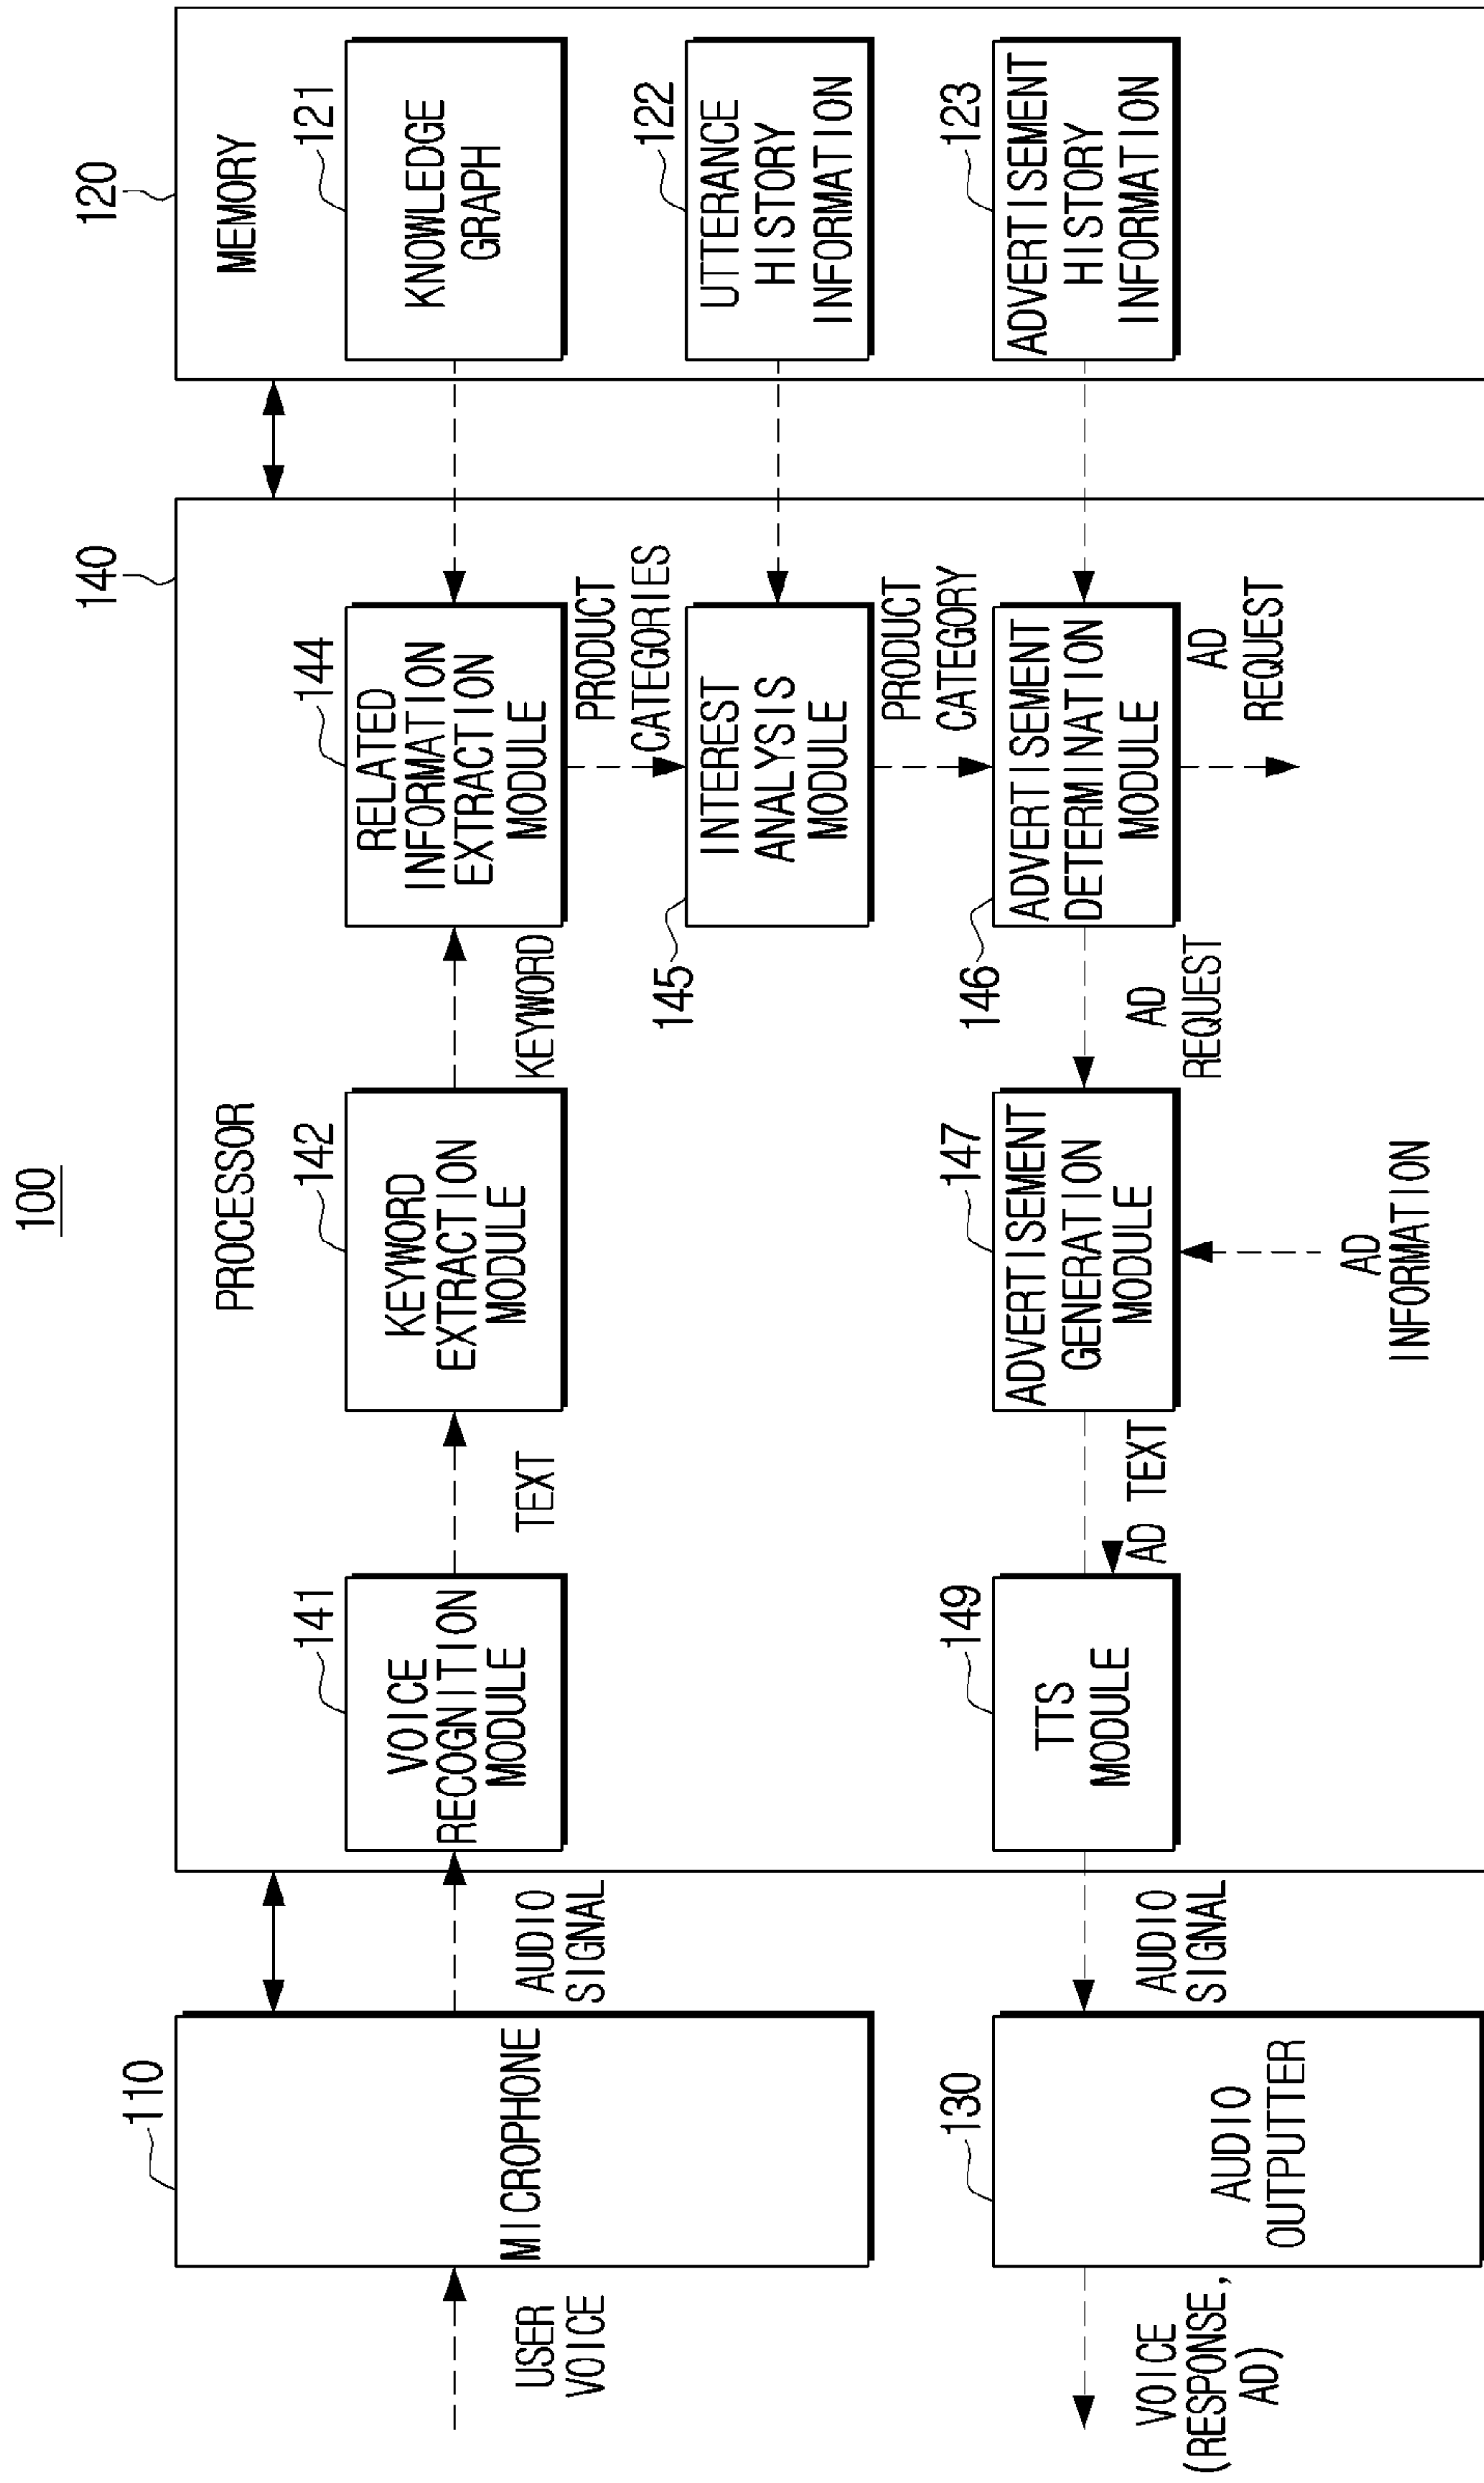 100
110
MICROPHONE
USER
VOICE
AUDIO
SIGNAL
130
AUDIO
OUTPUTTER
VOICE
(RESPONSE,
AD)
AUDIO
SIGNAL
140
PROCESSOR
141
VOICE
RECOGNITION
MODULE
TEXT
142
KEYWORD
EXTRACTION
MODULE
KEYWORD
144
RELATED
INFORMATION
EXTRACTION
MODULE
PRODUCT
CATEGORIES
145
INTEREST
ANALYSIS
MODULE
PRODUCT
CATEGORY
146
ADVERTISEMENT
DETERMINATION
MODULE
AD
REQUEST
AD
REQUEST
147
ADVERTISEMENT
GENERATION
MODULE
AD
INFORMATION
AD TEXT
149
TTS
MODULE
120
MEMORY
121
KNOWLEDGE
GRAPH
122
UTTERANCE
HISTORY
INFORMATION
123
ADVERTISEMENT
HISTORY
INFORMATION